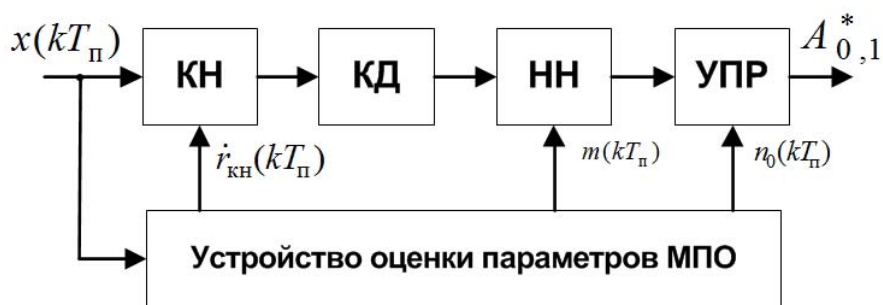 x(kTп)
КН
КД
НН
УПР
A*0,1
ṙкн(kTп)
m(kTп)
n0(kTп)
Устройство оценки параметров МПО